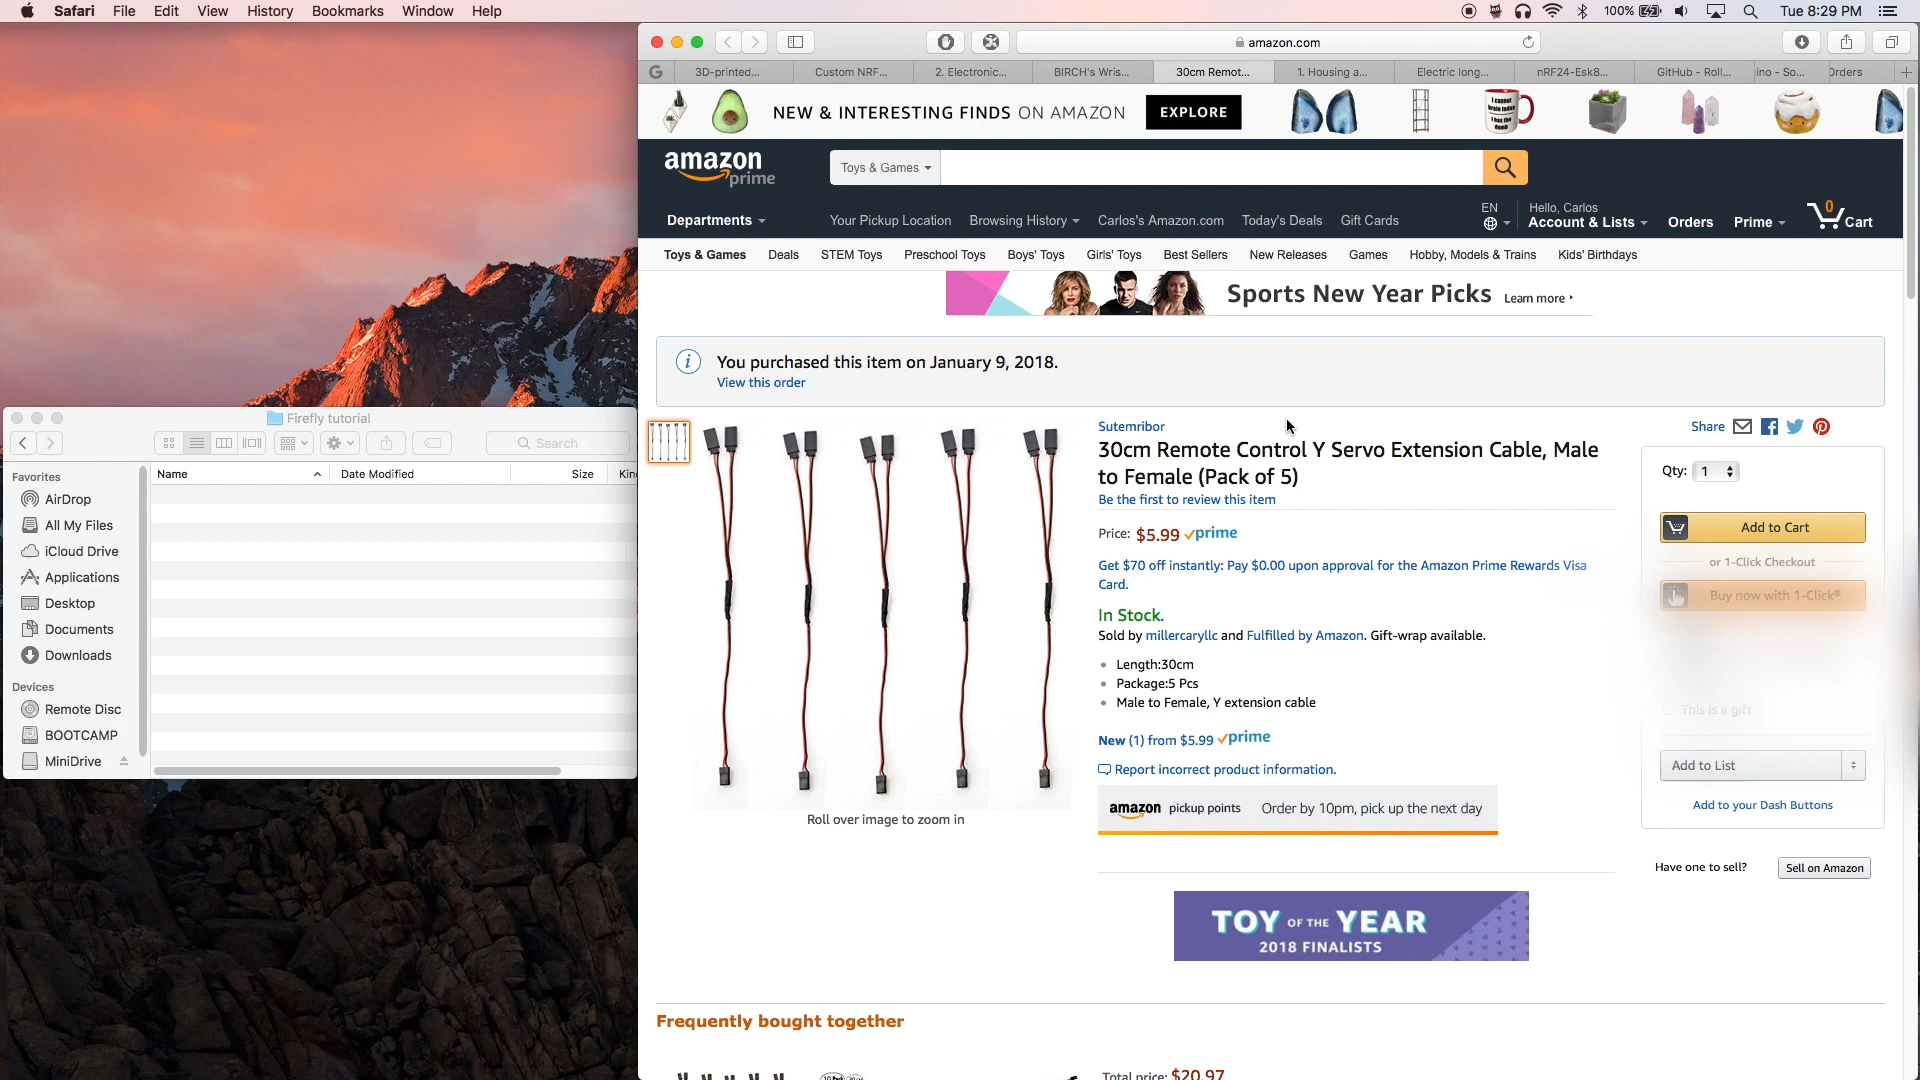 Safari File Edit View History Bookmarks Window Help
100% Tue 8:29 PM
amazon.com
3D-printed... Custom NRF... 2. Electronic... BIRCH's Wris... 30cm Remot... 1. Housing a... Electric long... nRF24-Esk8... GitHub - Roll... ino - So... Orders
NEW & INTERESTING FINDS ON AMAZON EXPLORE
amazon prime
Toys & Games
Departments
Your Pickup Location Browsing History Carlos's Amazon.com Today's Deals Gift Cards
EN
Hello, Carlos
Account & Lists Orders Prime 0 Cart
Toys & Games Deals STEM Toys Preschool Toys Boys' Toys Girls' Toys Best Sellers New Releases Games Hobby, Models & Trains Kids' Birthdays
Sports New Year Picks Learn more
You purchased this item on January 9, 2018.
View this order
Firefly tutorial
Search
Name Date Modified Size Kin
Favorites
AirDrop
All My Files
iCloud Drive
Applications
Desktop
Documents
Downloads
Devices
Remote Disc
BOOTCAMP
MiniDrive
Roll over image to zoom in
Sutemribor
30cm Remote Control Y Servo Extension Cable, Male
to Female (Pack of 5)
Be the first to review this item
Price: $5.99 prime
Get $70 off instantly: Pay $0.00 upon approval for the Amazon Prime Rewards Visa
Card.
In Stock.
Sold by millercaryllc and Fulfilled by Amazon. Gift-wrap available.
Length:30cm
Package:5 Pcs
Male to Female, Y extension cable
New (1) from $5.99 prime
Report incorrect product information.
amazon pickup points Order by 10pm, pick up the next day
TOY OF THE YEAR
2018 FINALISTS
Share
Qty: 1
Add to Cart
or 1-Click Checkout
Buy now with 1-Click®
This is a gift
Add to List
Add to your Dash Buttons
Have one to sell? Sell on Amazon
Frequently bought together
Total price: $20.97